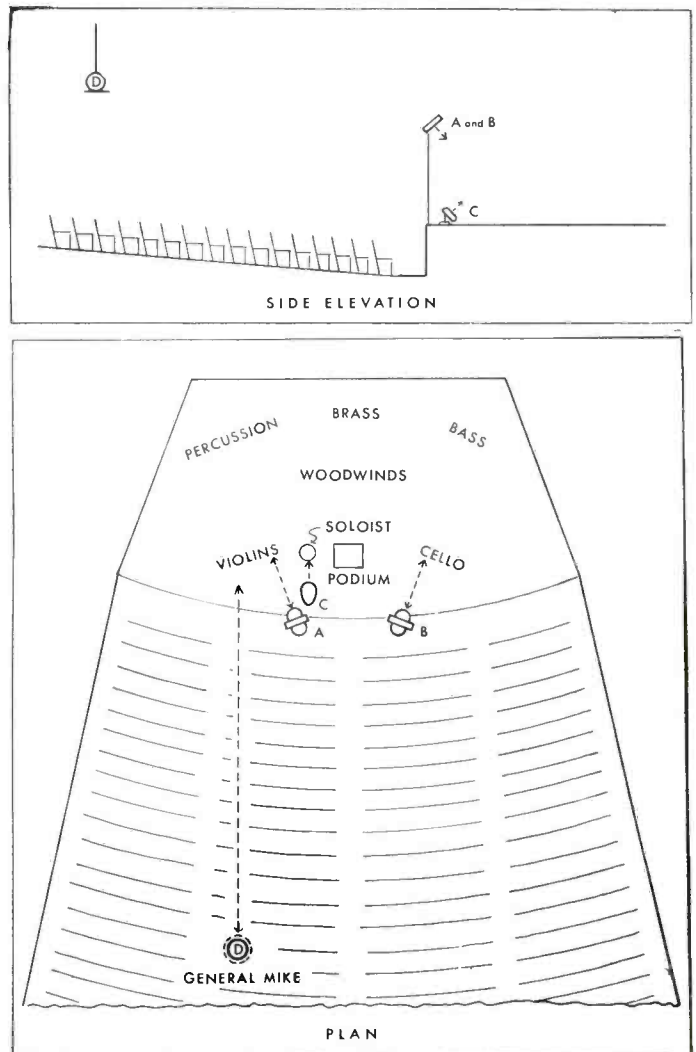 D
A and B
* C
SIDE ELEVATION
BRASS
PERCUSSION
BASS
WOODWINDS
SOLOIST
VIOLINS
CELLO
PODIUM
C
A
B
D
GENERAL MIKE
PLAN